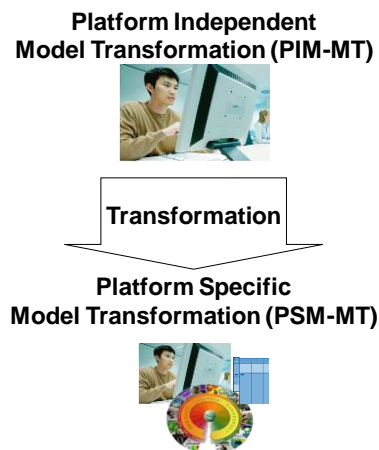 Platform Independent
Model Transformation (PIM-MT)
Transformation
Platform Specific
Model Transformation (PSM-MT)